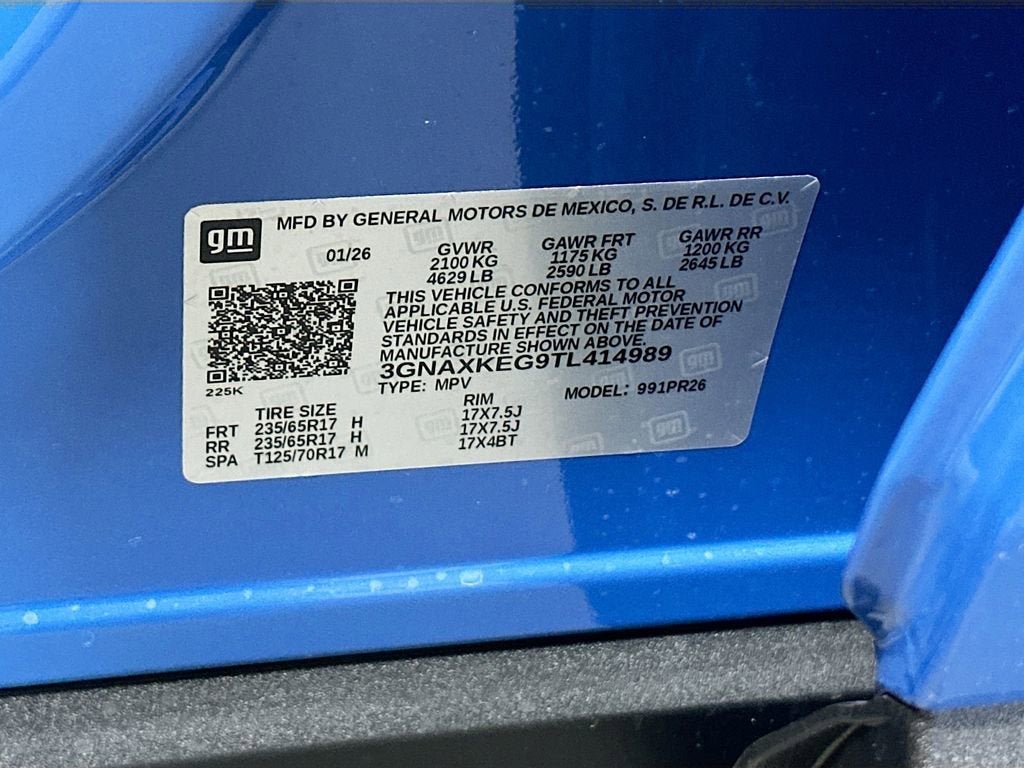 gm
MFD BY GENERAL MOTORS DE MEXICO, S. DE R.L. DE C.V.
01/26 GVWR GAWR FRT GAWR RR
2100 KG 1175 KG 1200 KG
4629 LB 2590 LB 2645 LB
THIS VEHICLE CONFORMS TO ALL
APPLICABLE U.S. FEDERAL MOTOR
VEHICLE SAFETY AND THEFT PREVENTION
STANDARDS IN EFFECT ON THE DATE OF
MANUFACTURE SHOWN ABOVE.
3GNAXKEG9TL414989
225K
TYPE: MPV MODEL: 991PR26
TIRE SIZE RIM
FRT 235/65R17 H 17X7.5J
RR 235/65R17 H 17X7.5J
SPA T125/70R17 M 17X4BT